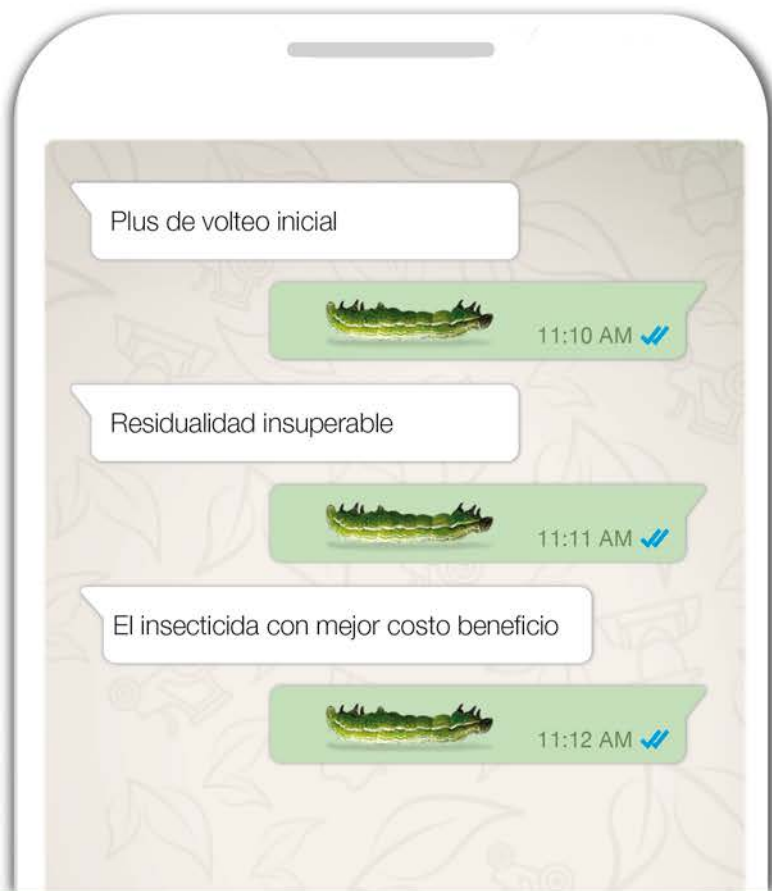 Plus de volteo inicial
11:10 AM
Residualidad insuperable
11:11 AM
El insecticida con mejor costo beneficio
11:12 AM